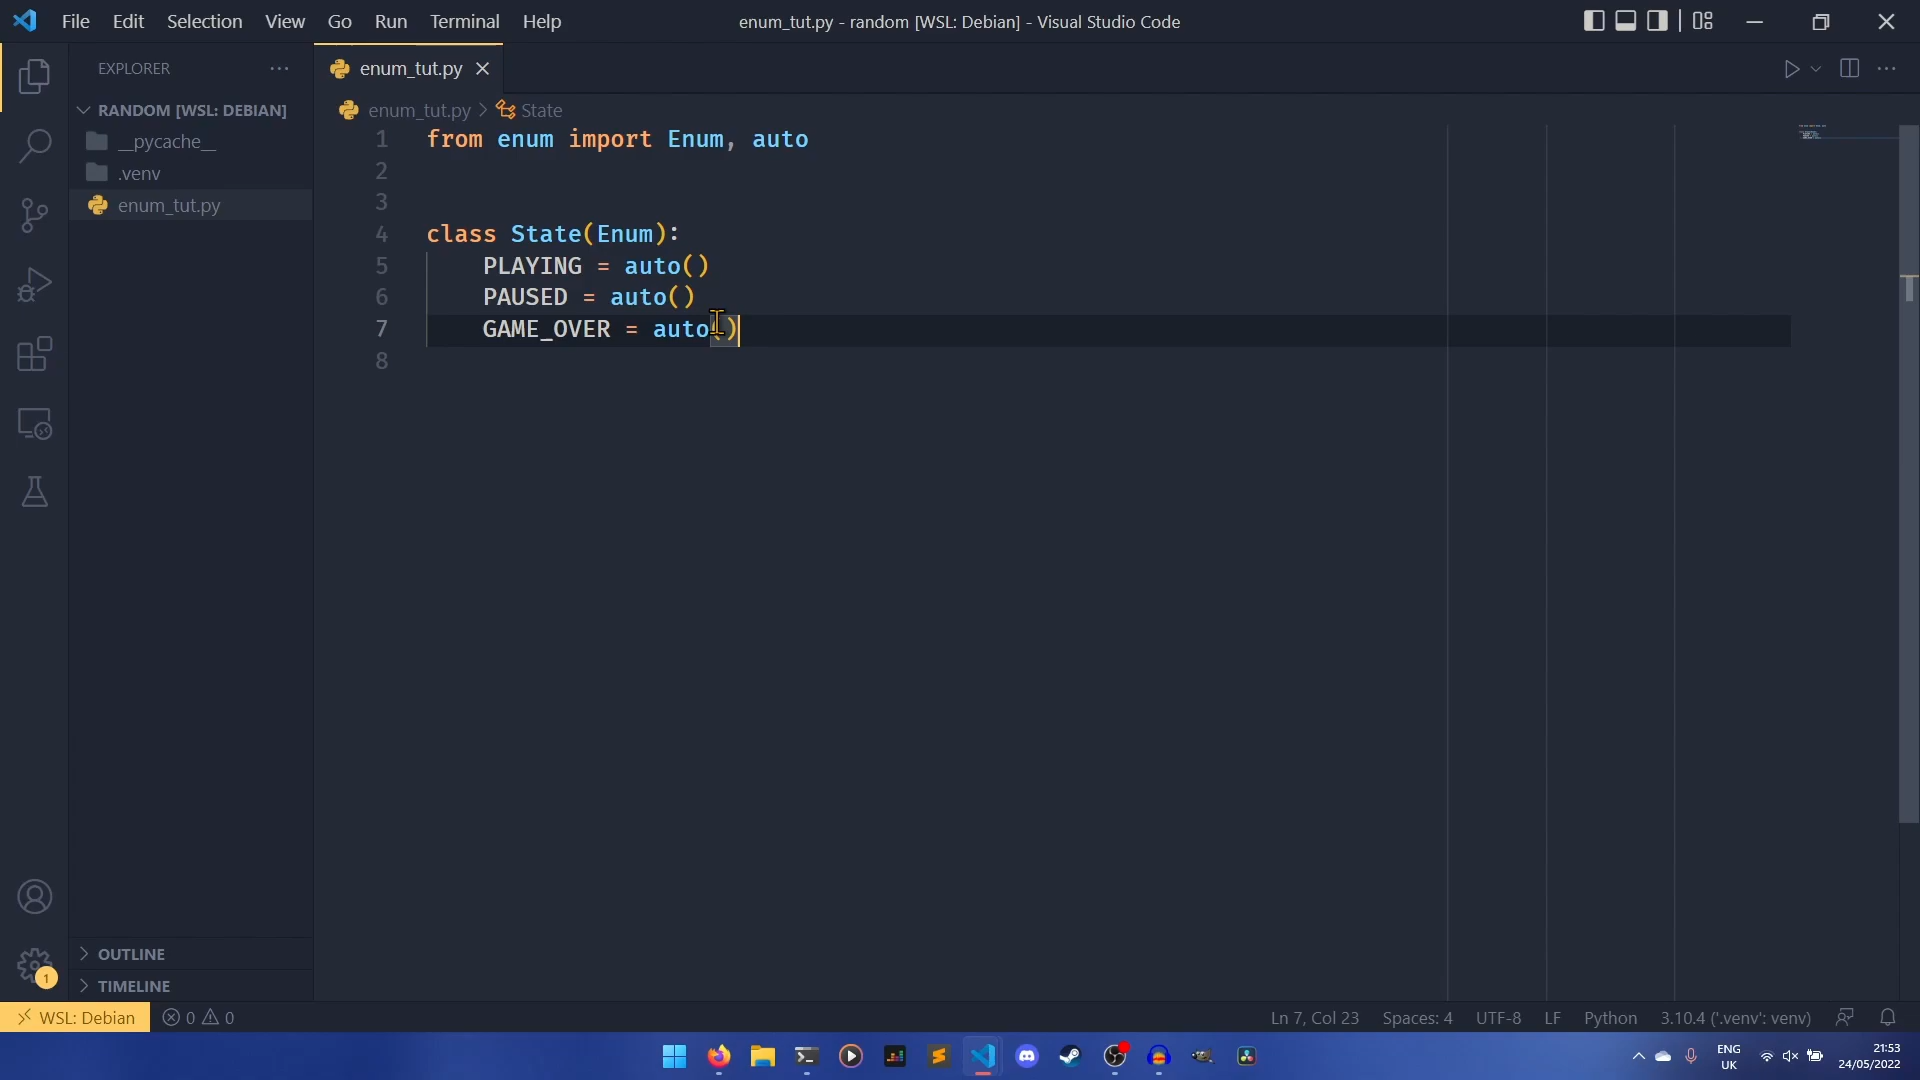 File Edit Selection View Go Run Terminal Help
enum_tut.py - random [WSL: Debian] - Visual Studio Code
EXPLORER
RANDOM [WSL: DEBIAN]
__pycache__
.venv
enum_tut.py
OUTLINE
TIMELINE
enum_tut.py
enum_tut.py > State
1 from enum import Enum, auto
2
3
4 class State(Enum):
5 PLAYING = auto()
6 PAUSED = auto()
7 GAME_OVER = auto()
8
1
WSL: Debian 0 0
Ln 7, Col 23 Spaces: 4 UTF-8 LF Python 3.10.4 ('.venv': venv)
ENG
UK
21:53
24/05/2022